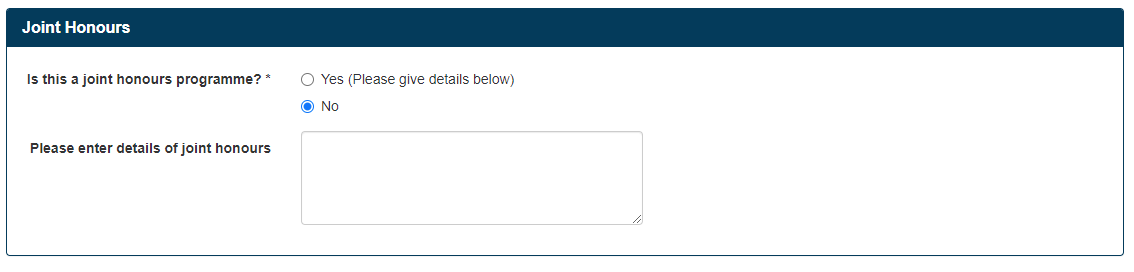 Joint Honours
Is this a joint honours programme? *
Yes (Please give details below)
No
Please enter details of joint honours